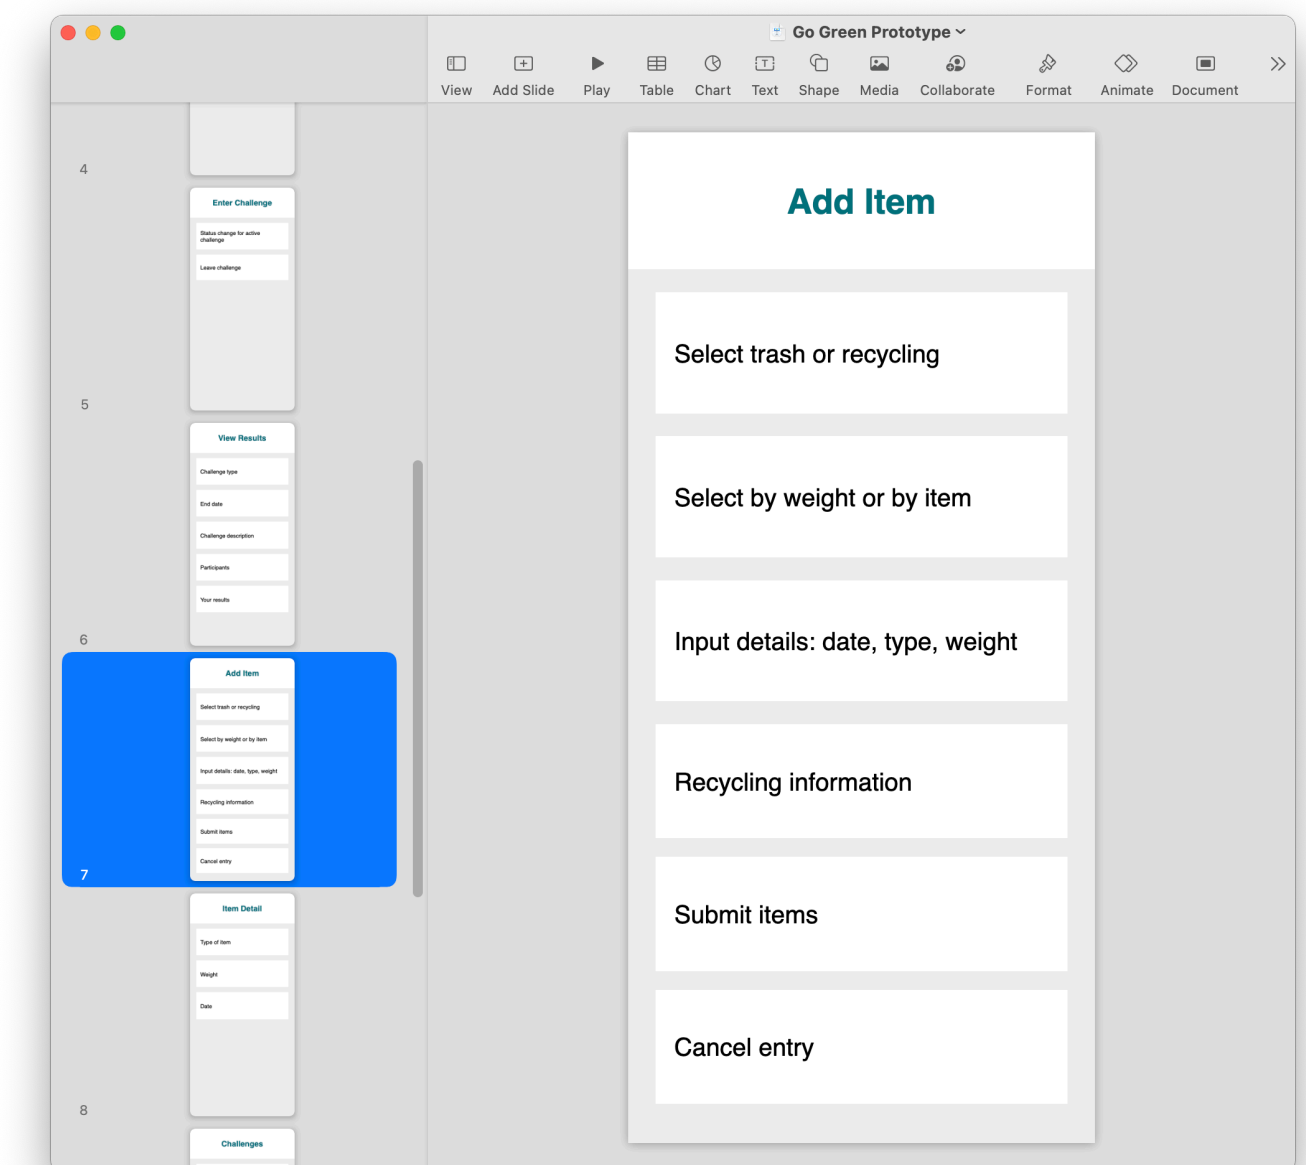 Go Green Prototype
View
Add Slide
Play
Table
Chart
Text
Shape
Media
Collaborate
Format
Animate
Document
4
Enter Challenge
Status change for active
challenge
Leave challenge
5
View Results
Challenge type
End date
Challenge description
Participants
Your results
6
Add Item
Select trash or recycling
Select by weight or by item
Input details: date, type, weight
Recycling information
Submit items
Cancel entry
7
Item Detail
Type of item
Weight
Date
8
Challenges
Add Item
Select trash or recycling
Select by weight or by item
Input details: date, type, weight
Recycling information
Submit items
Cancel entry